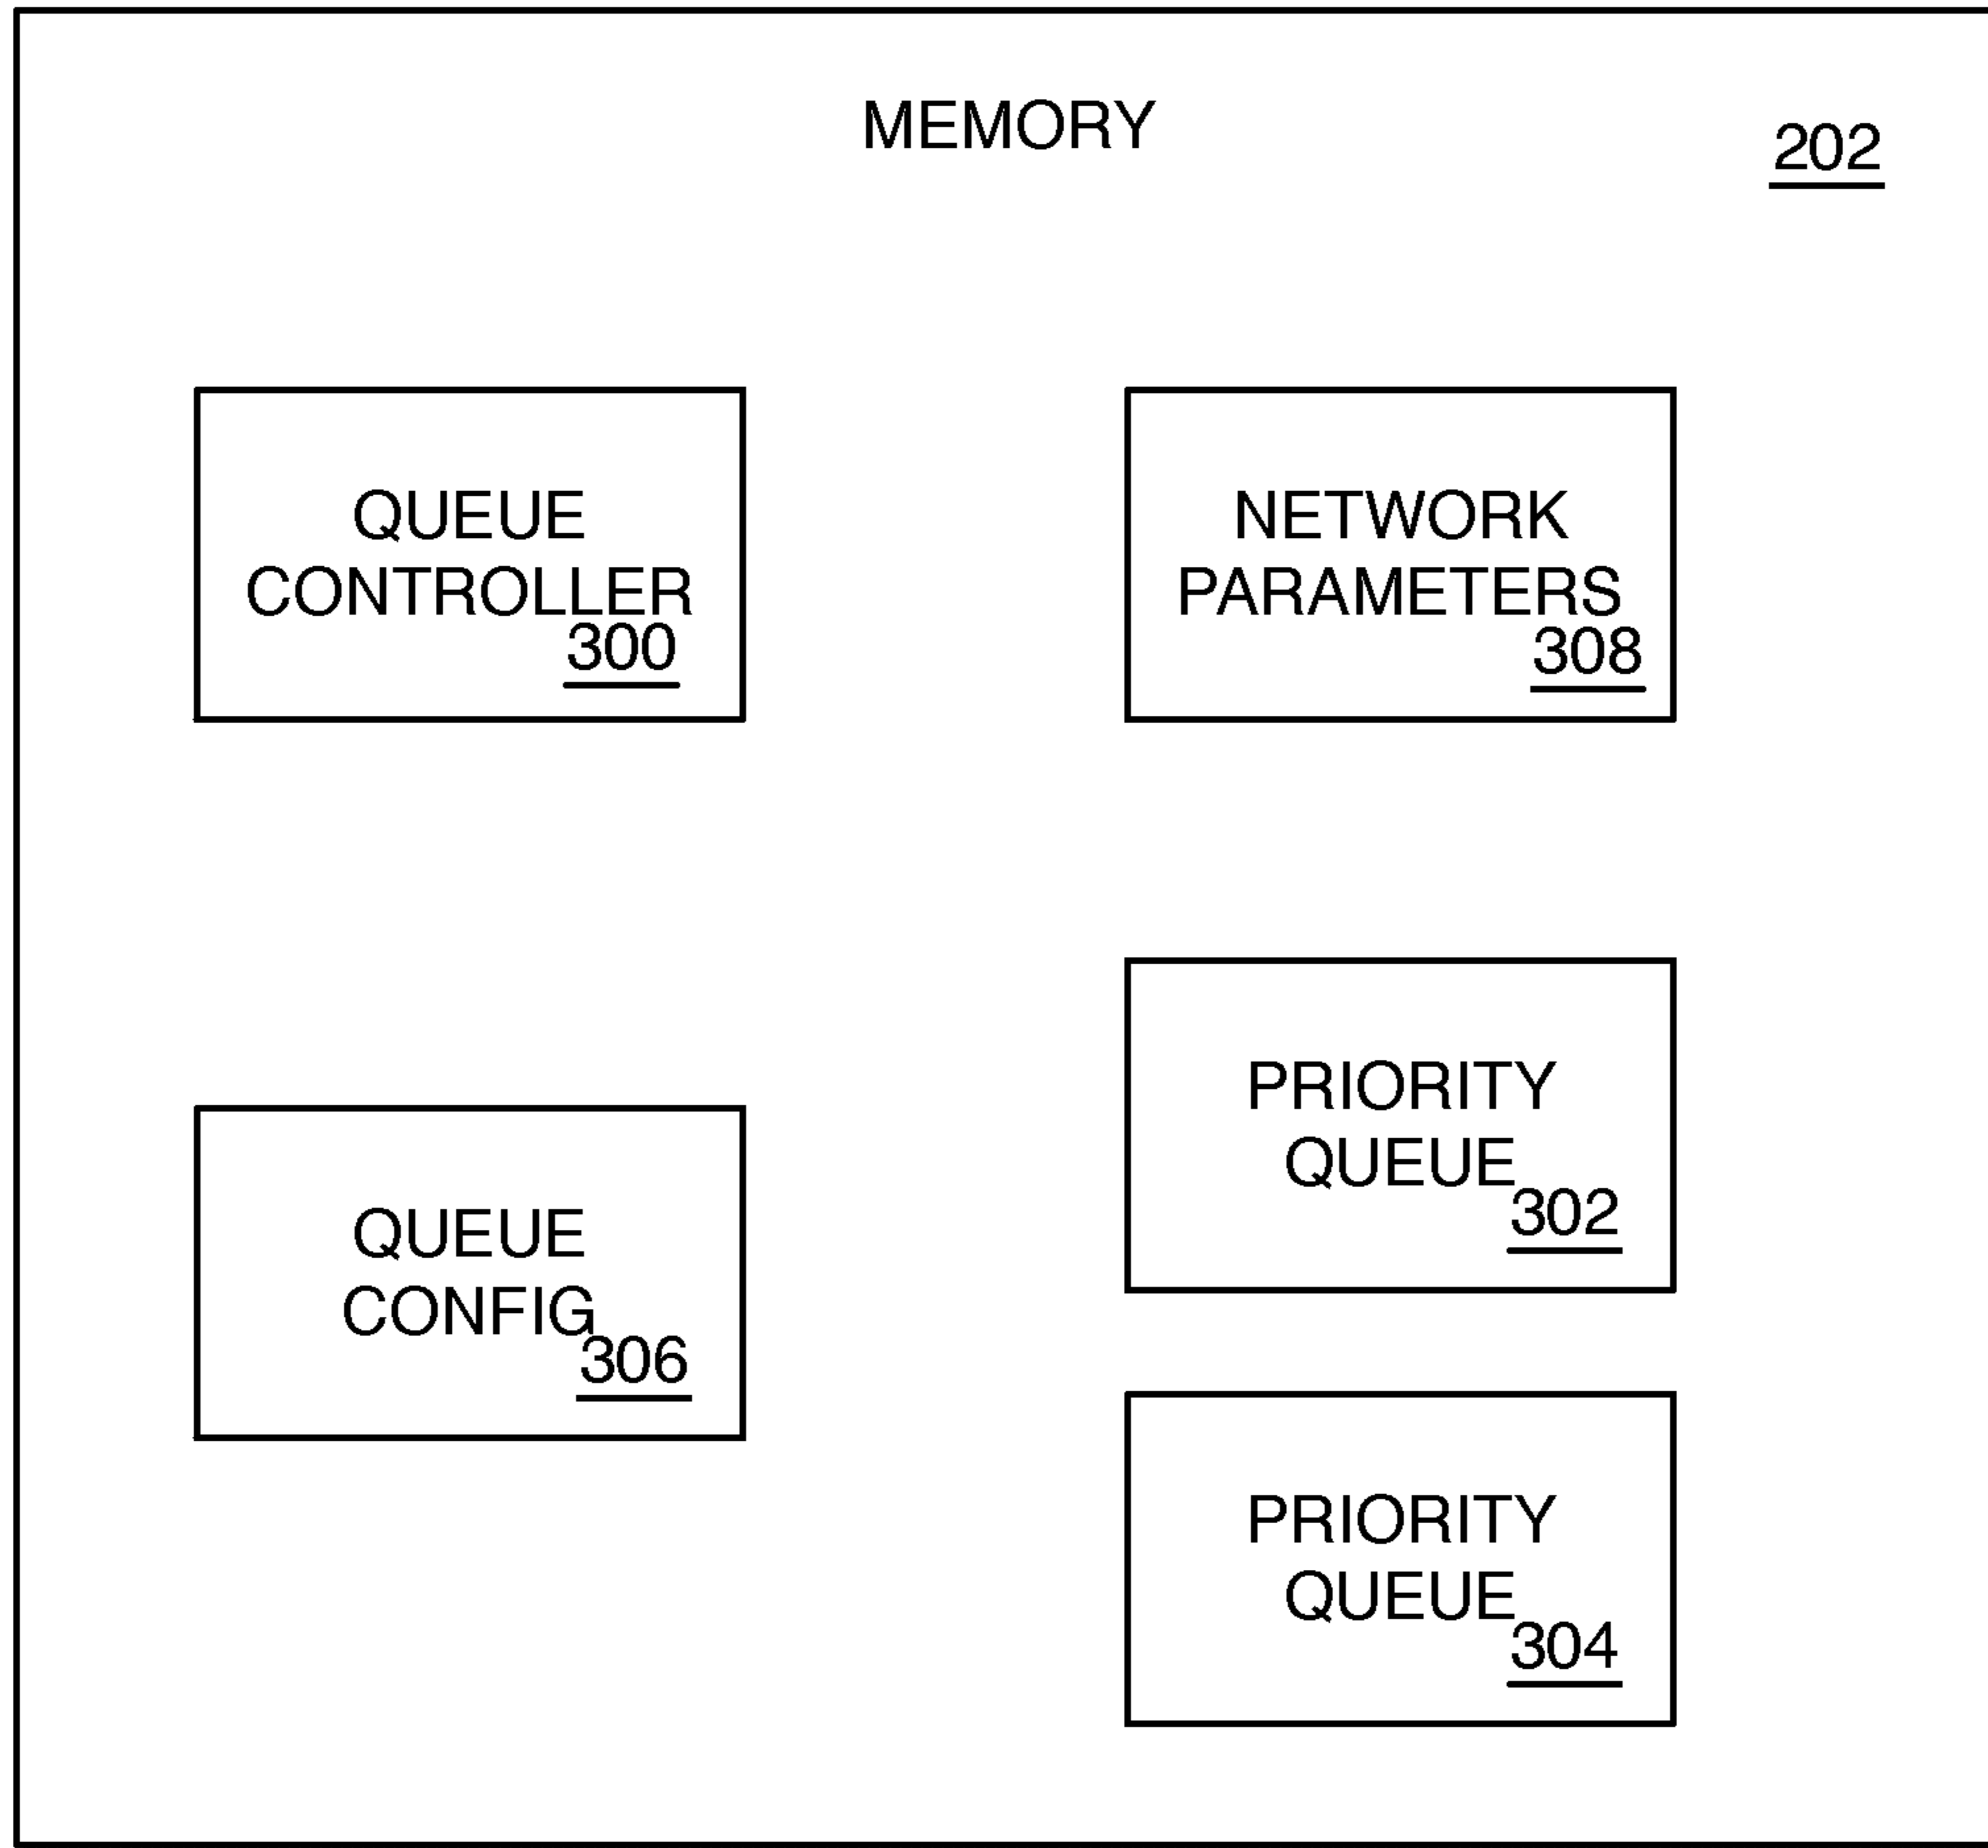 MEMORY
202
QUEUE
CONTROLLER
300
NETWORK
PARAMETERS
308
PRIORITY
QUEUE
302
QUEUE
CONFIG
306
PRIORITY
QUEUE
304